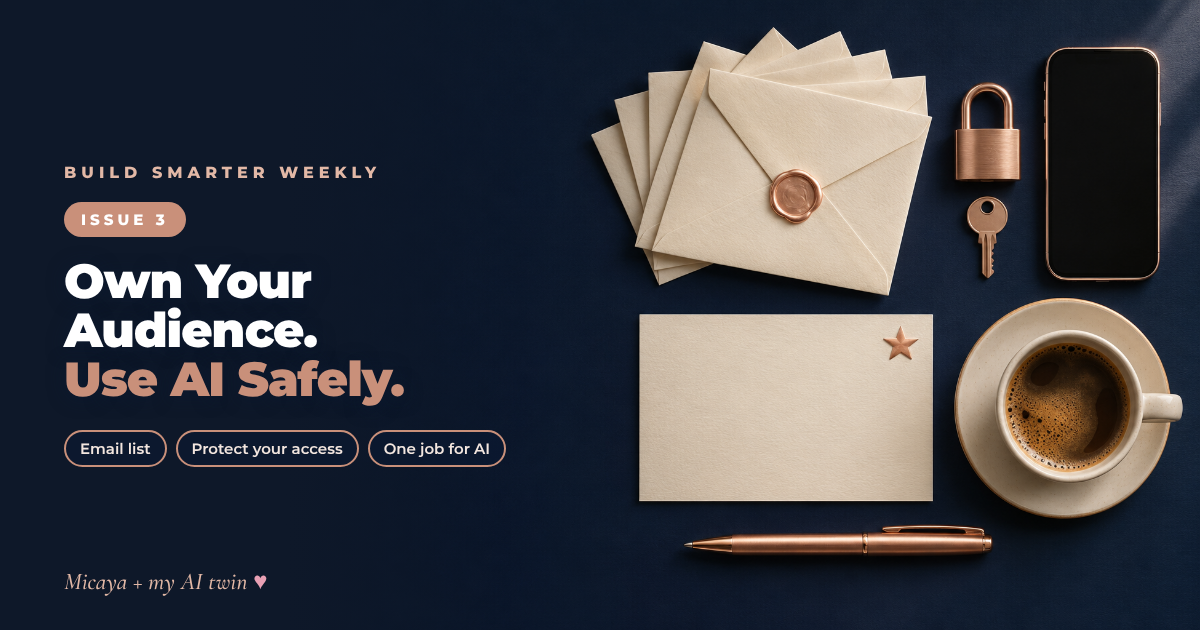 BUILD SMARTER WEEKLY
ISSUE 3
Own Your
Audience.
Use AI Safely.
Email list
Protect your access
One job for AI
Micaya + my AI twin ♥